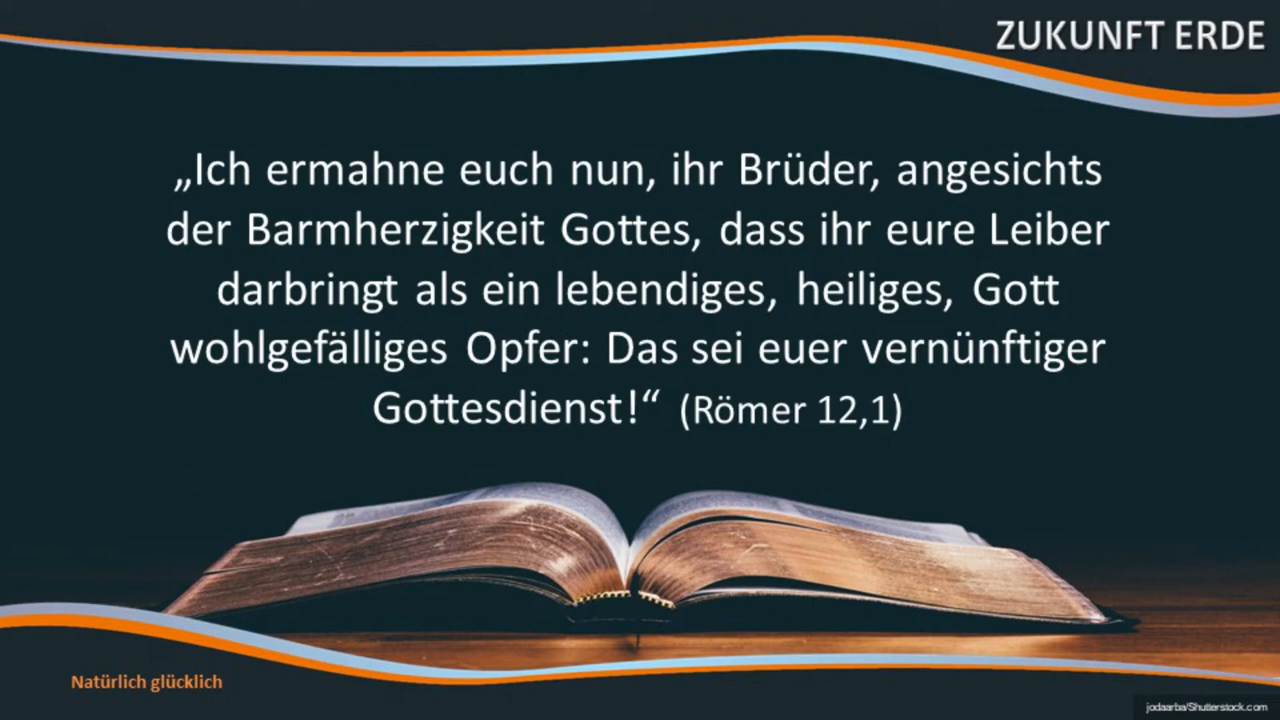 ZUKUNFT ERDE
„Ich ermahne euch nun, ihr Brüder, angesichts
der Barmherzigkeit Gottes, dass ihr eure Leiber
darbringt als ein lebendiges, heiliges, Gott
wohlgefälliges Opfer: Das sei euer vernünftiger
Gottesdienst!“ (Römer 12,1)
Natürlich glücklich
jodaarba/Shutterstock.com